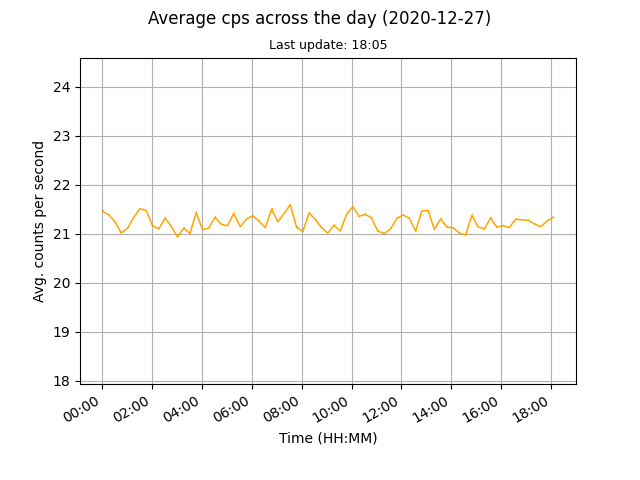 Average cps across the day (2020-12-27)
Last update: 18:05
24
23
22
21
20
19
18
Avg. counts per second
00:00 02:00 04:00 06:00 08:00 10:00 12:00 14:00 16:00 18:00
Time (HH:MM)